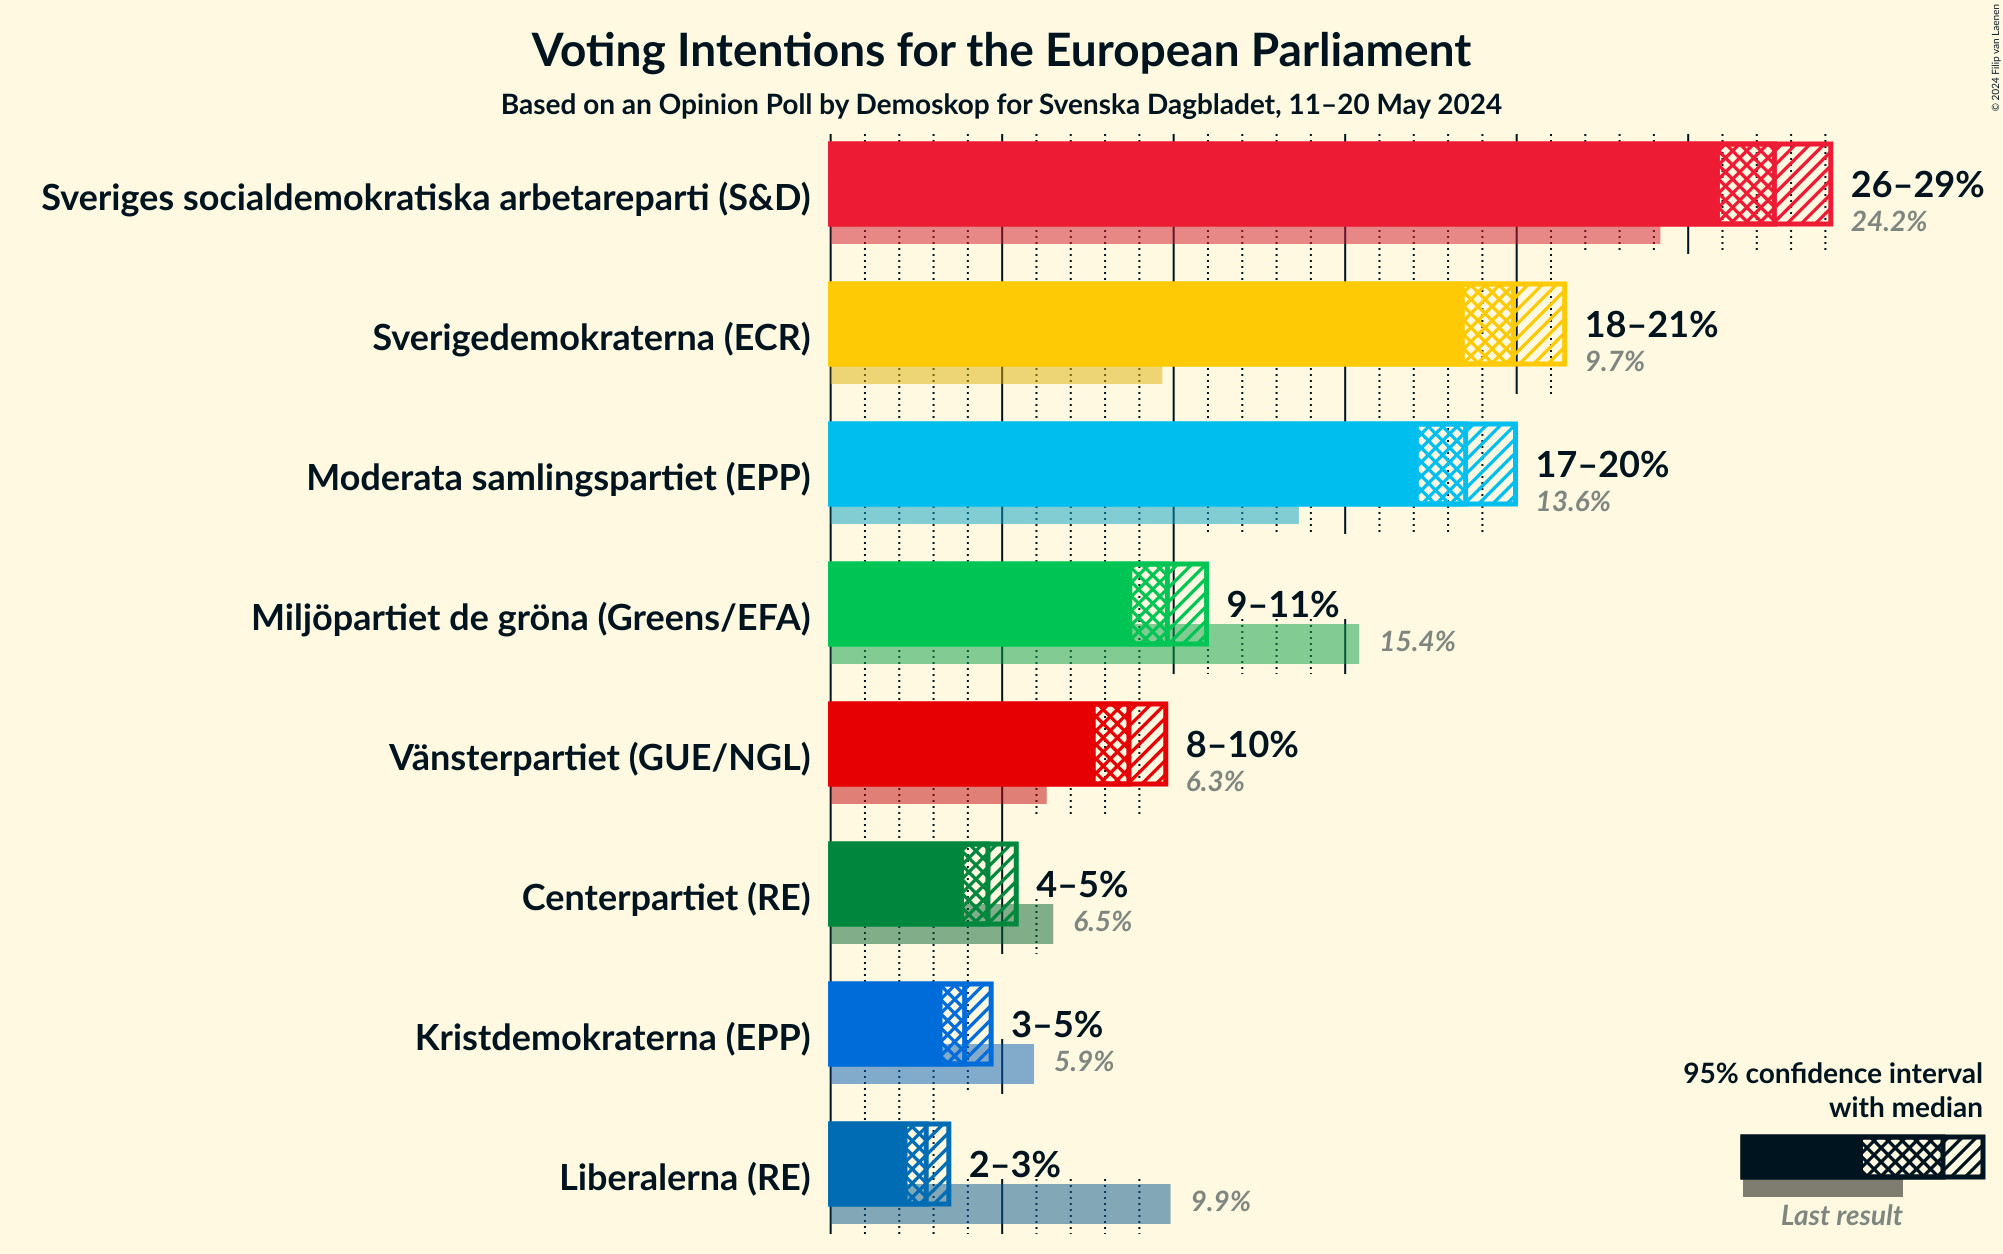 Voting Intentions for the European Parliament
Based on an Opinion Poll by Demoskop for Svenska Dagbladet, 11–20 May 2024
© 2024 Filip van Laenen
Sveriges socialdemokratiska arbetareparti (S&D)
26–29%
24.2%
Sverigedemokraterna (ECR)
18–21%
9.7%
Moderata samlingspartiet (EPP)
17–20%
13.6%
Miljöpartiet de gröna (Greens/EFA)
9–11%
15.4%
Vänsterpartiet (GUE/NGL)
8–10%
6.3%
Centerpartiet (RE)
4–5%
6.5%
Kristdemokraterna (EPP)
3–5%
5.9%
Liberalerna (RE)
2–3%
9.9%
95% confidence interval
with median
Last result